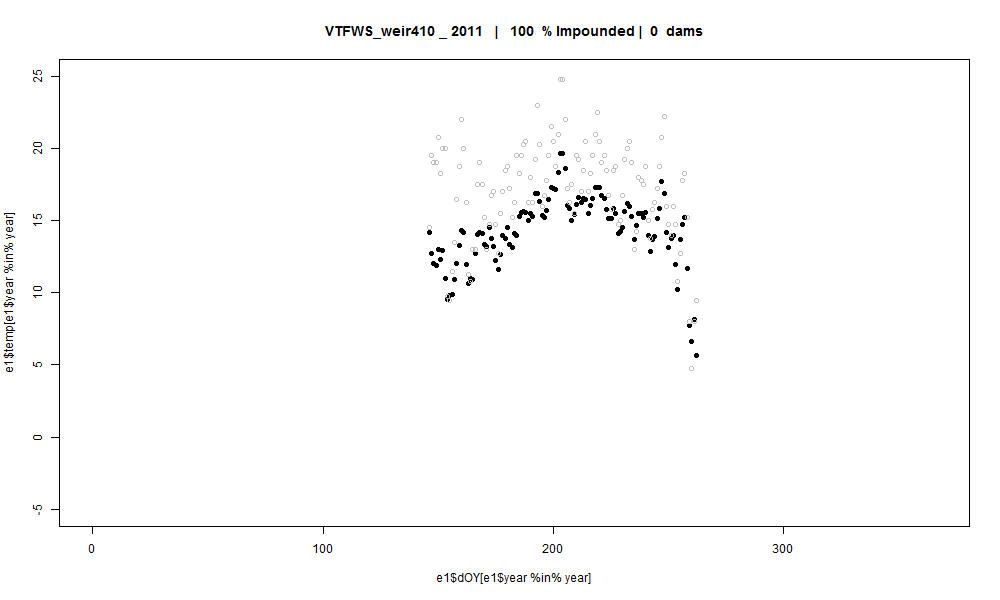 VTFWS_weir410 _ 2011 | 100 % Impounded | 0 dams
e1$temp[e1$year %in% year]
25
20
15
10
5
0
-5
0 100 200 300
e1$dOY[e1$year %in% year]